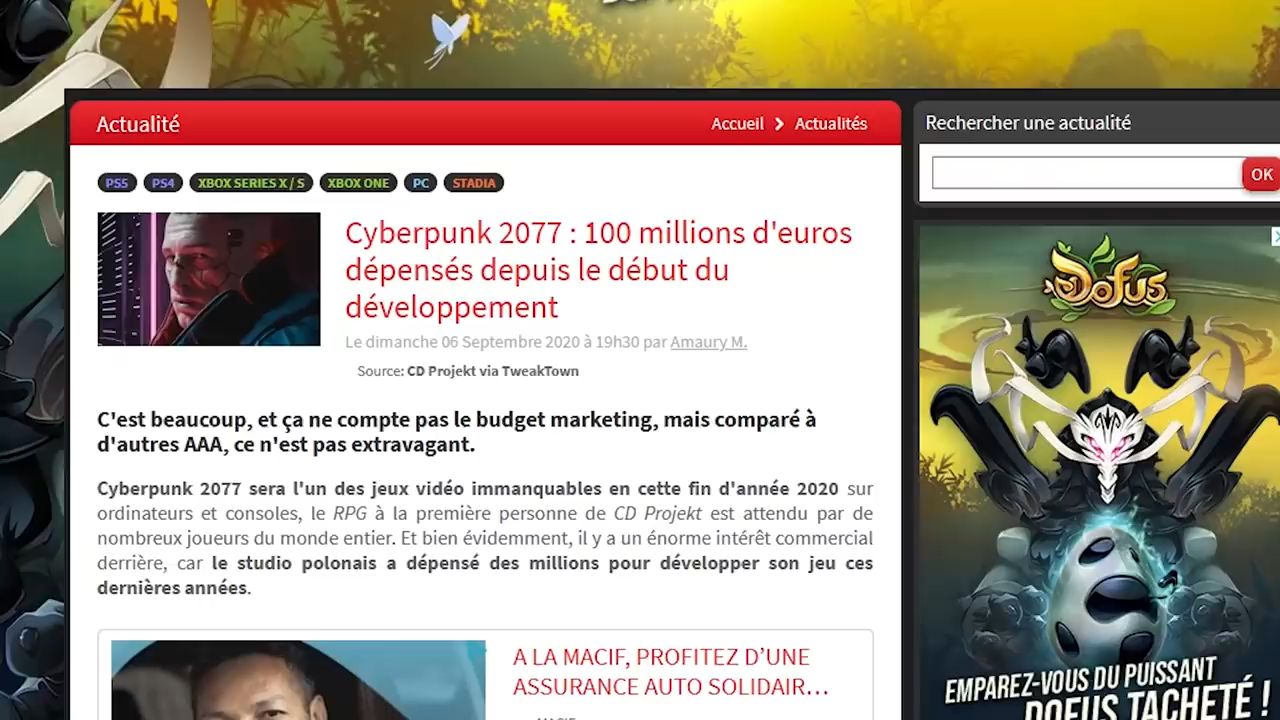 Actualité
Accueil > Actualités
Rechercher une actualité
OK
PS5 PS4 XBOX SERIES X / S XBOX ONE PC STADIA
Cyberpunk 2077 : 100 millions d'euros
dépensés depuis le début du
développement
Le dimanche 06 Septembre 2020 à 19h30 par Amaury M.
Source: CD Projekt via TweakTown
C'est beaucoup, et ça ne compte pas le budget marketing, mais comparé à
d'autres AAA, ce n'est pas extravagant.
Cyberpunk 2077 sera l'un des jeux vidéo immanquables en cette fin d'année 2020 sur
ordinateurs et consoles, le RPG à la première personne de CD Projekt est attendu par de
nombreux joueurs du monde entier. Et bien évidemment, il y a un énorme intérêt commercial
derrière, car le studio polonais a dépensé des millions pour développer son jeu ces
dernières années.
A LA MACIF, PROFITEZ D’UNE
ASSURANCE AUTO SOLIDAIR…
DOFUS
EMPAREZ-VOUS DU PUISSANT
DOFUS TACHETÉ !